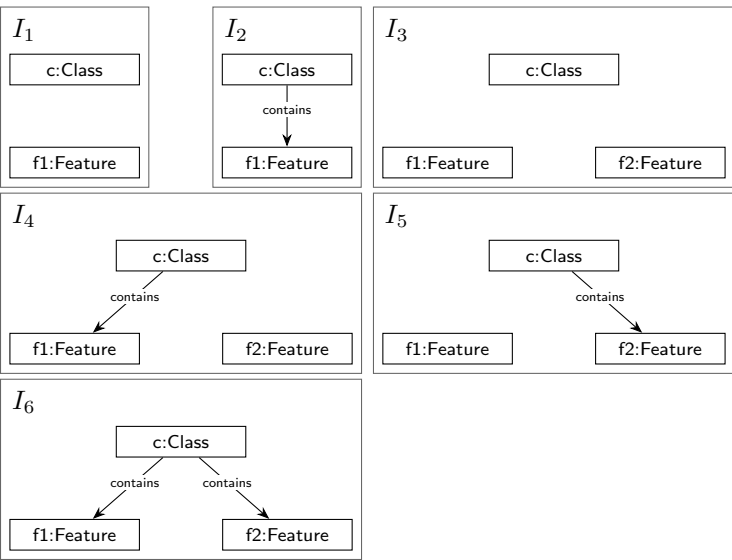 I₁
c:Class
f1:Feature
I₂
c:Class
contains
f1:Feature
I₃
c:Class
f1:Feature f2:Feature
I₄
c:Class
contains
f1:Feature f2:Feature
I₅
c:Class
contains
f1:Feature f2:Feature
I₆
c:Class
contains contains
f1:Feature f2:Feature